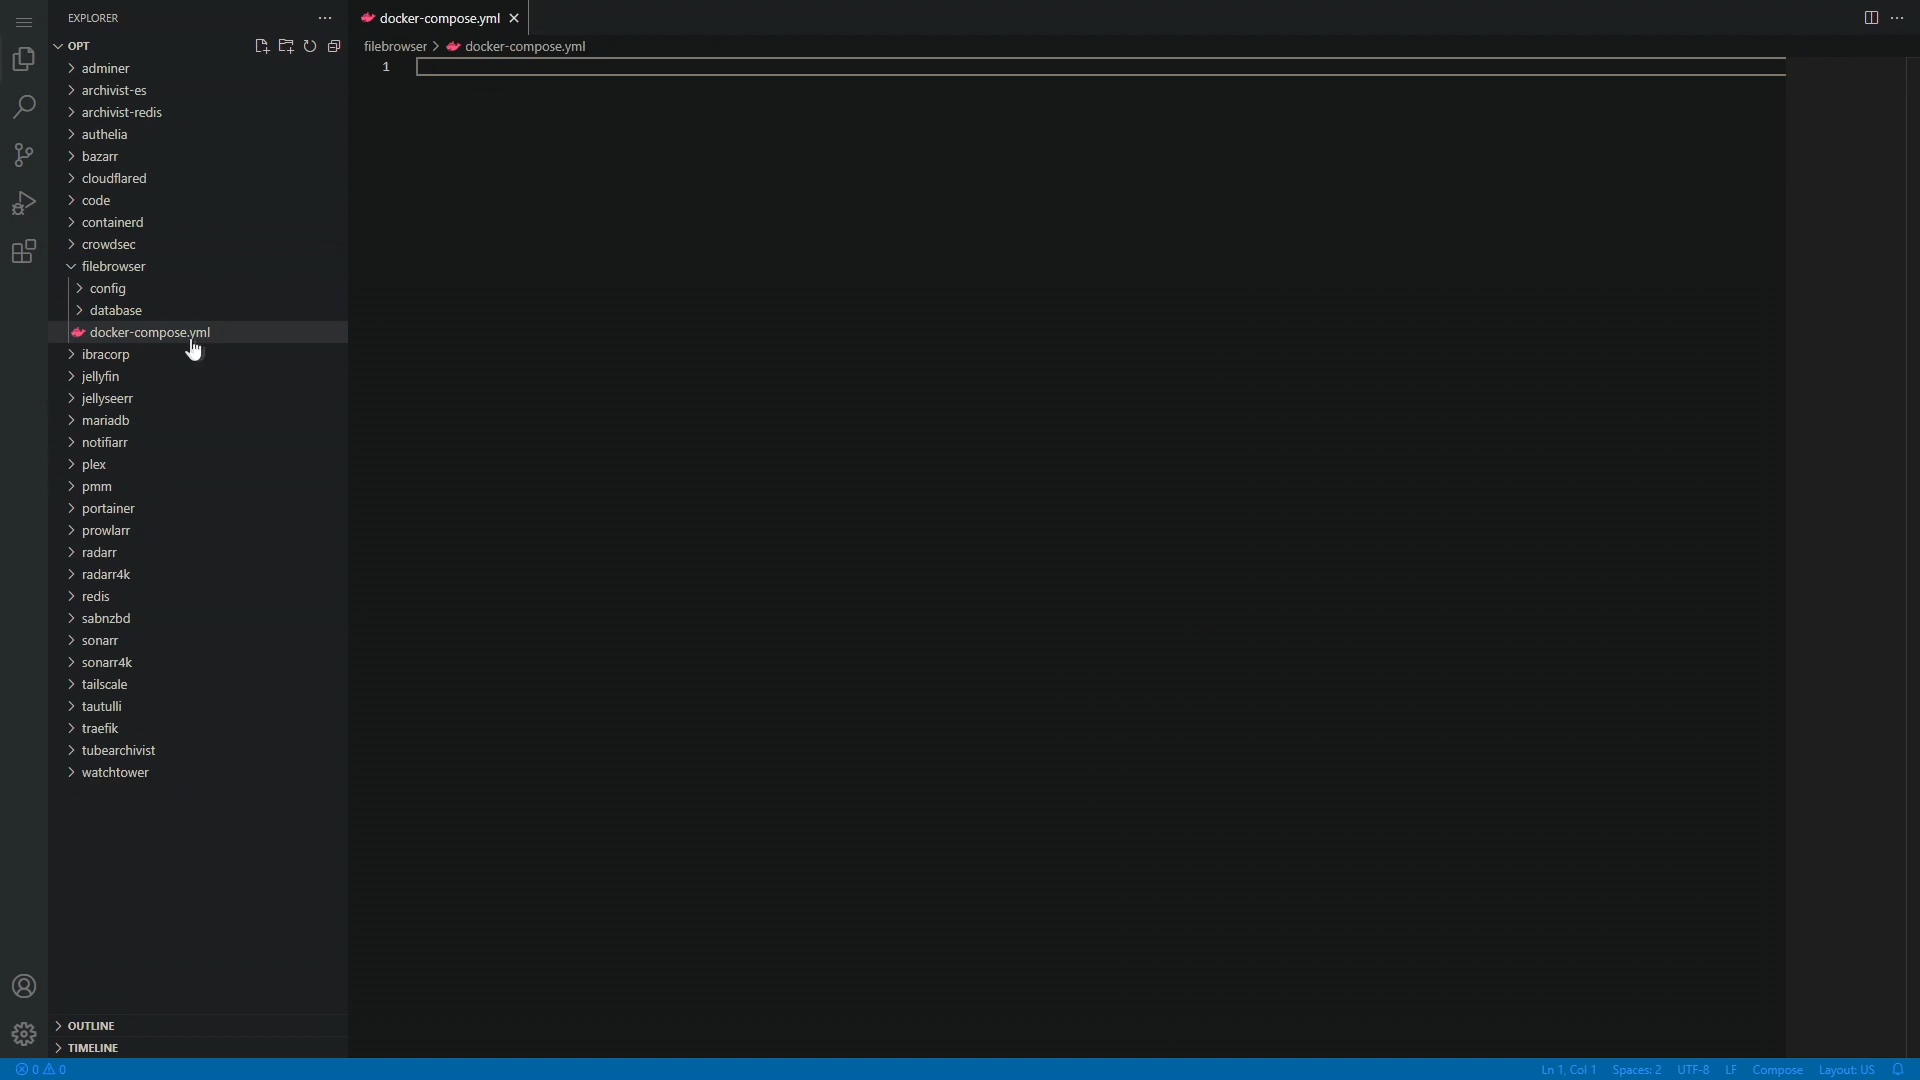 EXPLORER
OPT
adminer
archivist-es
archivist-redis
authelia
bazarr
cloudflared
code
containerd
crowdsec
filebrowser
config
database
docker-compose.yml
ibracorp
jellyfin
jellyseerr
mariadb
notifiarr
plex
pmm
portainer
prowlarr
radarr
radarr4k
redis
sabnzbd
sonarr
sonarr4k
tailscale
tautulli
traefik
tubearchivist
watchtower
OUTLINE
TIMELINE
docker-compose.yml
filebrowser > docker-compose.yml
1
0 0
Ln 1, Col 1 Spaces: 2 UTF-8 LF Compose Layout: US